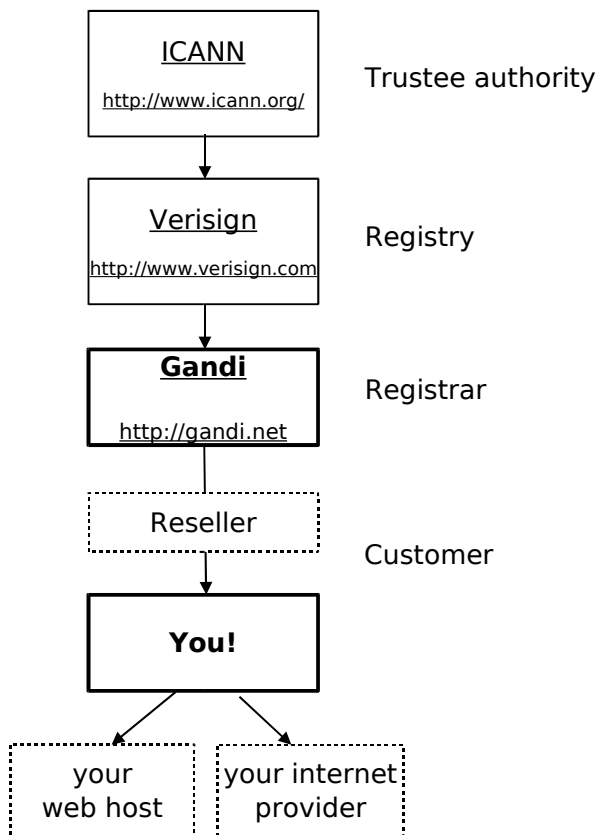 ICANN
http://www.icann.org/
Trustee authority
Verisign
http://www.verisign.com
Registry
Gandi
http://gandi.net
Registrar
Reseller
Customer
You!
your
web host
your internet
provider